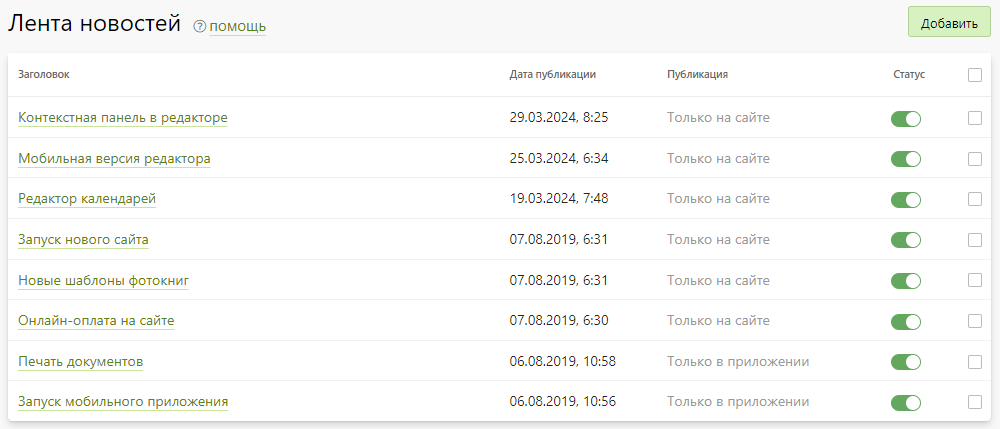 Лента новостей ? помощь Добавить
Заголовок Дата публикации Публикация Статус
Контекстная панель в редакторе 29.03.2024, 8:25 Только на сайте
Мобильная версия редактора 25.03.2024, 6:34 Только на сайте
Редактор календарей 19.03.2024, 7:48 Только на сайте
Запуск нового сайта 07.08.2019, 6:31 Только на сайте
Новые шаблоны фотокниг 07.08.2019, 6:31 Только на сайте
Онлайн-оплата на сайте 07.08.2019, 6:30 Только на сайте
Печать документов 06.08.2019, 10:58 Только в приложении
Запуск мобильного приложения 06.08.2019, 10:56 Только в приложении